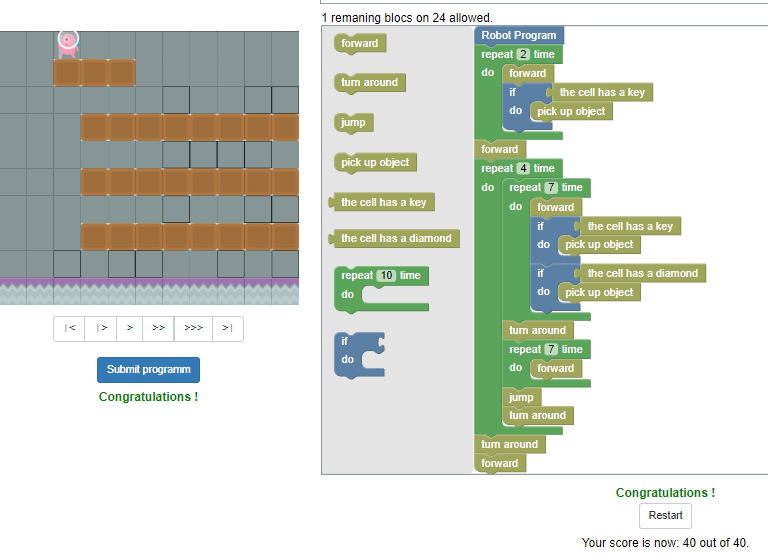 1 remaning blocs on 24 allowed.
forward
turn around
jump
pick up object
the cell has a key
the cell has a diamond
repeat 10 time
do
if
do
Robot Program
repeat 2 time
do forward
if the cell has a key
do pick up object
forward
repeat 4 time
do repeat 7 time
do forward
if the cell has a key
do pick up object
if the cell has a diamond
do pick up object
turn around
repeat 7 time
do forward
jump
turn around
turn around
forward
|< |> > >> >>> >|
Submit programm
Congratulations !
Congratulations !
Restart
Your score is now: 40 out of 40.